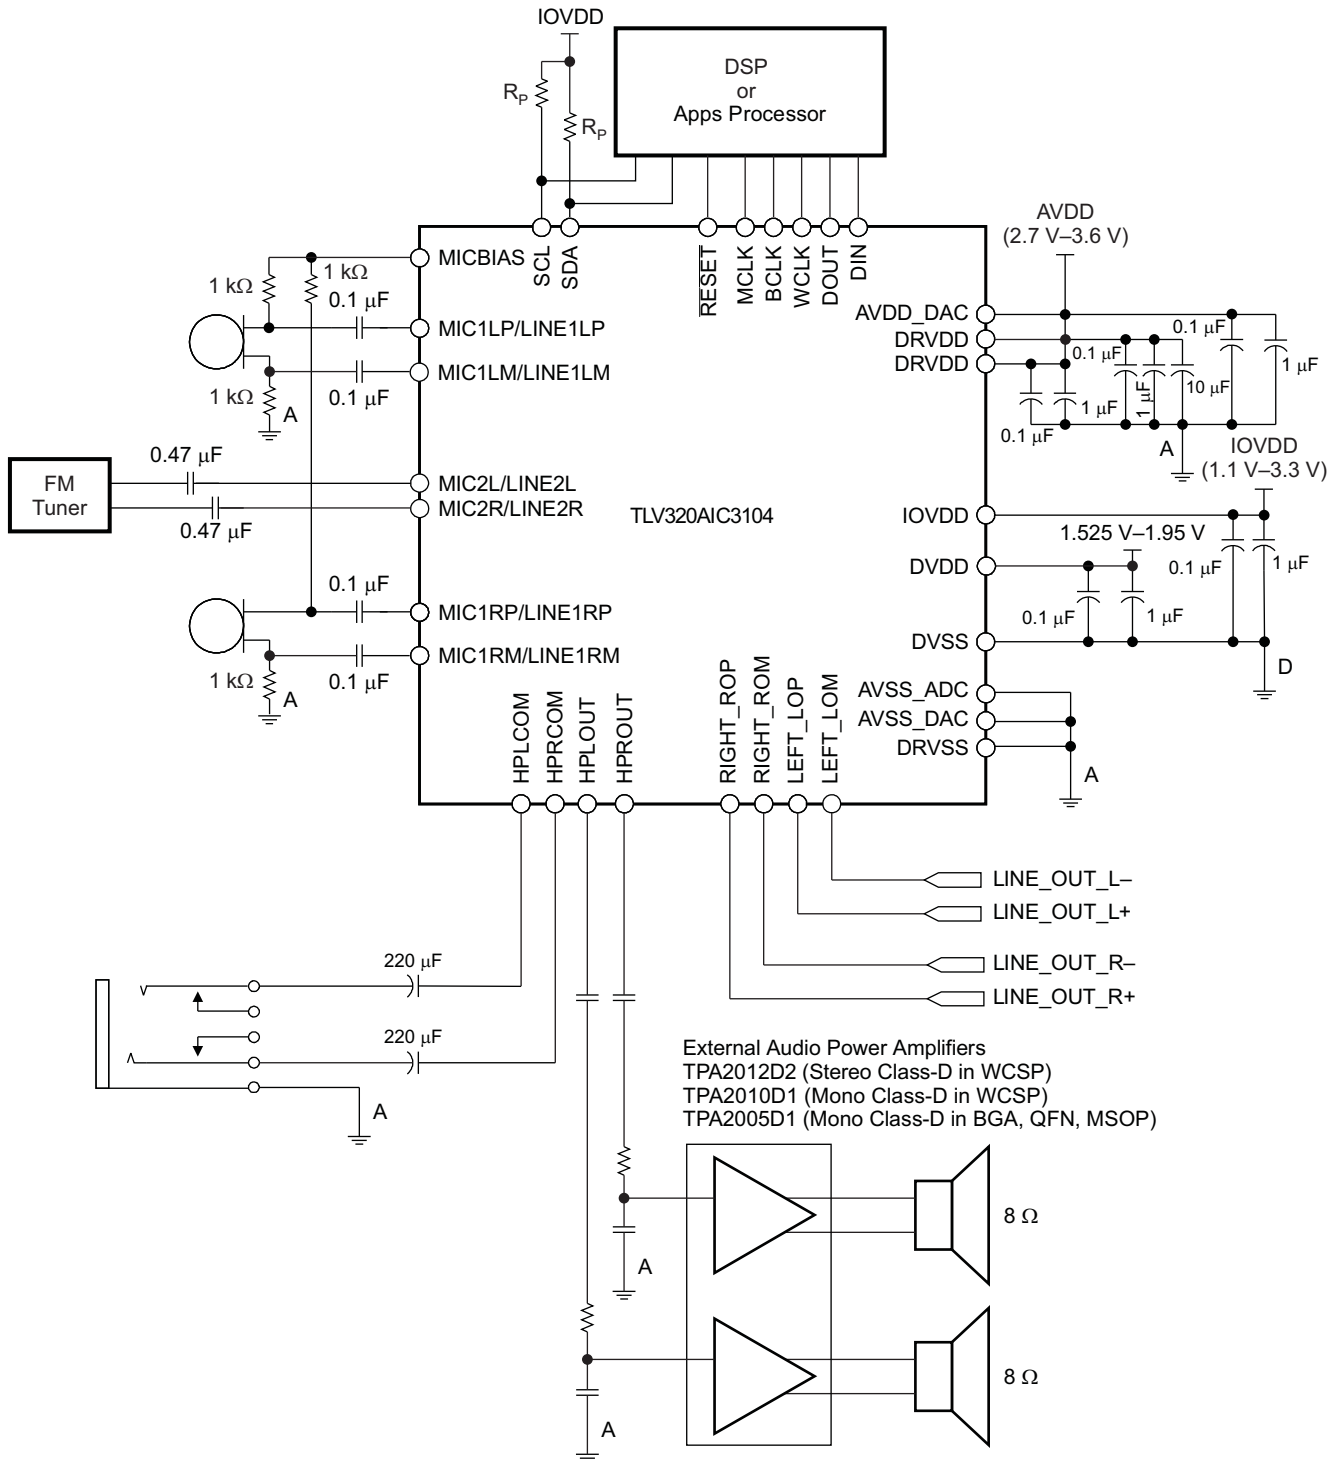 IOVDD
DSP
or
Apps Processor
R_P
R_P
AVDD
(2.7 V–3.6 V)
MICBIAS
SCL
SDA
RESET
MCLK
BCLK
WCLK
DOUT
DIN
1 kΩ
1 kΩ
0.1 μF
MIC1LP/LINE1LP
MIC1LM/LINE1LM
1 kΩ
A
0.1 μF
AVDD_DAC
DRVDD
DRVDD
0.1 μF
0.1 μF
1 μF
1 μF
1 μF
10 μF
0.1 μF
A
IOVDD
(1.1 V–3.3 V)
0.47 μF
FM
Tuner
MIC2L/LINE2L
MIC2R/LINE2R
0.47 μF
TLV320AIC3104
IOVDD
1.525 V–1.95 V
DVDD
0.1 μF
1 μF
0.1 μF
1 μF
0.1 μF
MIC1RP/LINE1RP
MIC1RM/LINE1RM
1 kΩ
A
0.1 μF
DVSS
D
AVSS_ADC
AVSS_DAC
DRVSS
A
HPLCOM
HPRCOM
HPLOUT
HPROUT
RIGHT_ROP
RIGHT_ROM
LEFT_LOP
LEFT_LOM
LINE_OUT_L–
LINE_OUT_L+
LINE_OUT_R–
LINE_OUT_R+
220 μF
220 μF
A
External Audio Power Amplifiers
TPA2012D2 (Stereo Class-D in WCSP)
TPA2010D1 (Mono Class-D in WCSP)
TPA2005D1 (Mono Class-D in BGA, QFN, MSOP)
8 Ω
A
8 Ω
A